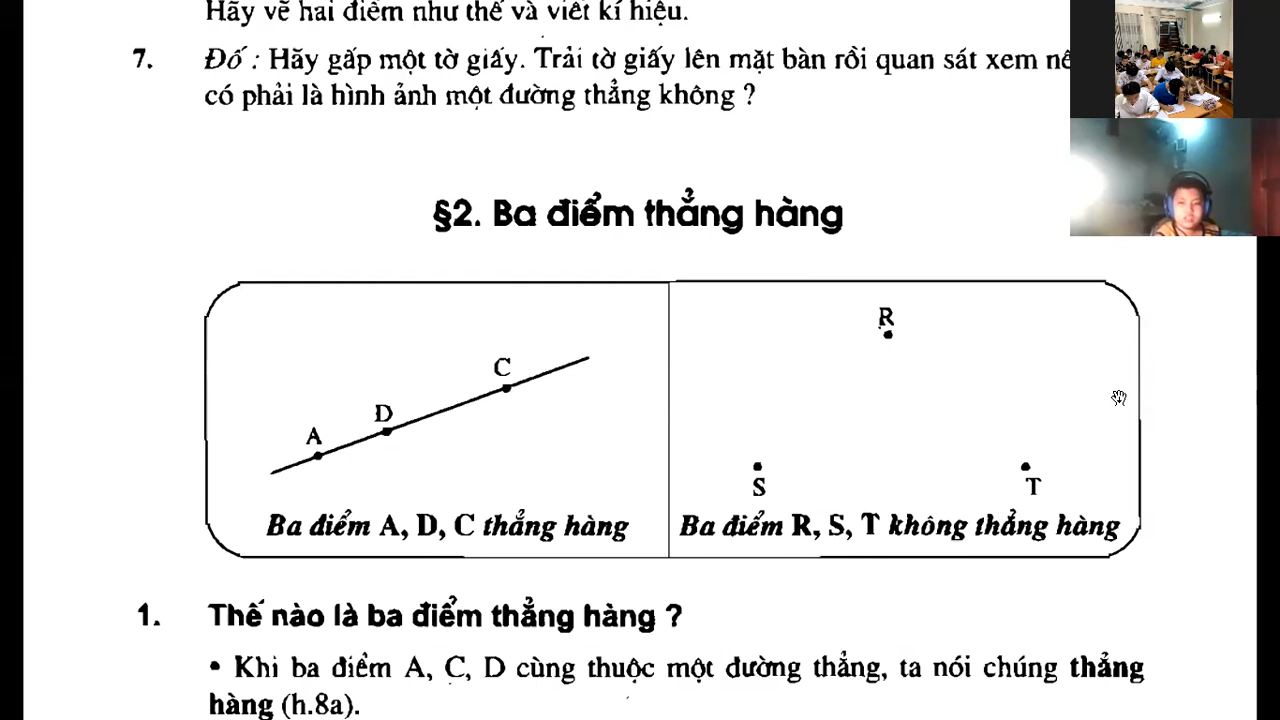 Hãy vẽ hai điểm như thế và viết kí hiệu.
7. Đố : Hãy gấp một tờ giấy. Trải tờ giấy lên mặt bàn rồi quan sát xem
có phải là hình ảnh một đường thẳng không ?
§2. Ba điểm thẳng hàng
R
C
D
A
S
T
Ba điểm A, D, C thẳng hàng
Ba điểm R, S, T không thẳng hàng
1. Thế nào là ba điểm thẳng hàng ?
• Khi ba điểm A, C, D cùng thuộc một đường thẳng, ta nói chúng thẳng
hàng (h.8a).